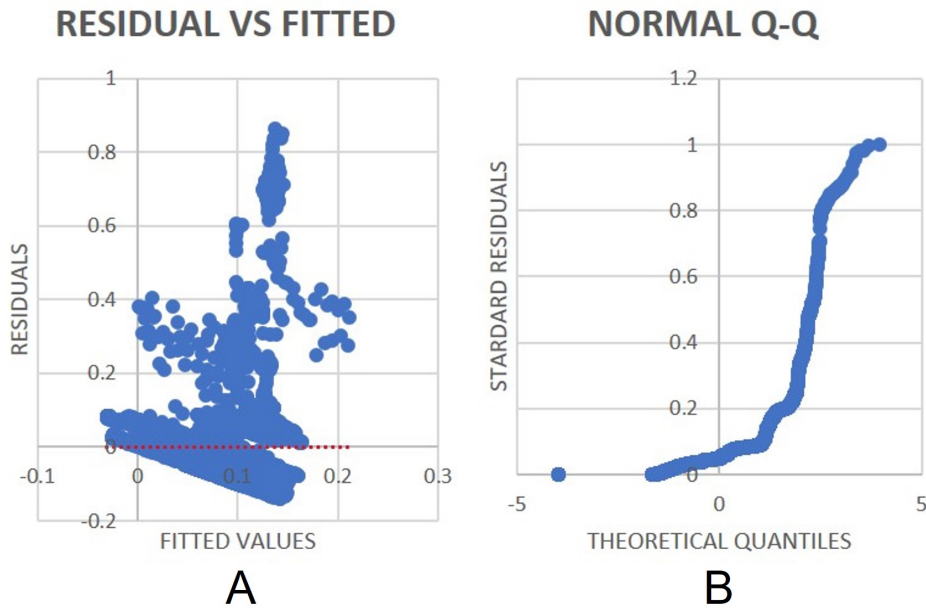 RESIDUAL VS FITTED
1
0.8
0.6
0.4
0.2
0
-0.2
-0.1
0
0.1
0.2
0.3
RESIDUALS
FITTED VALUES
A
NORMAL Q-Q
1.2
1
0.8
0.6
0.4
0.2
0
-5
0
5
STARDARD RESIDUALS
THEORETICAL QUANTILES
B